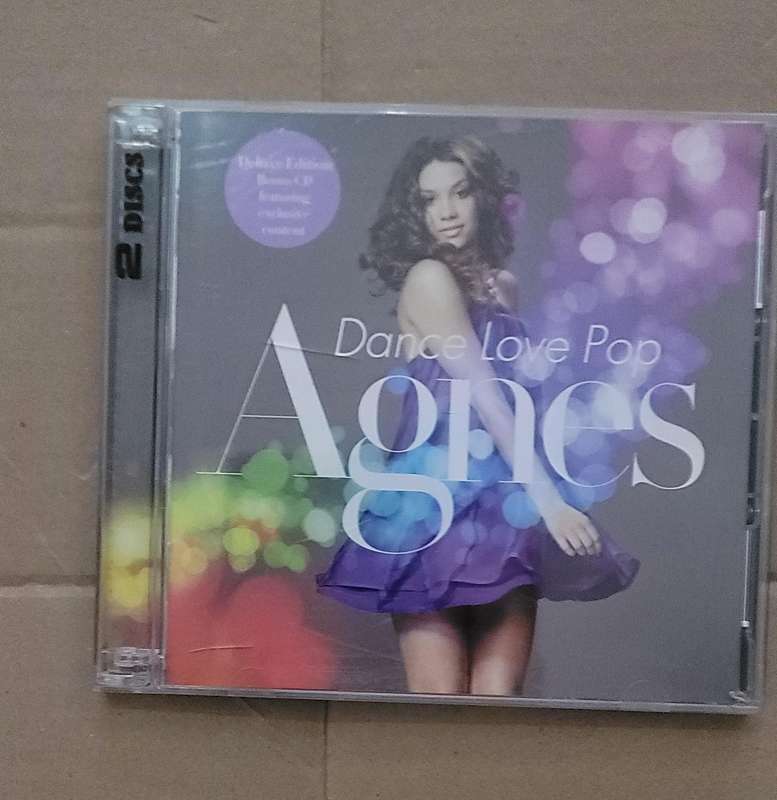 2 DISCS
Deluxe Edition
Bonus CD
featuring
exclusive
content
Dance Love Pop
Agnes